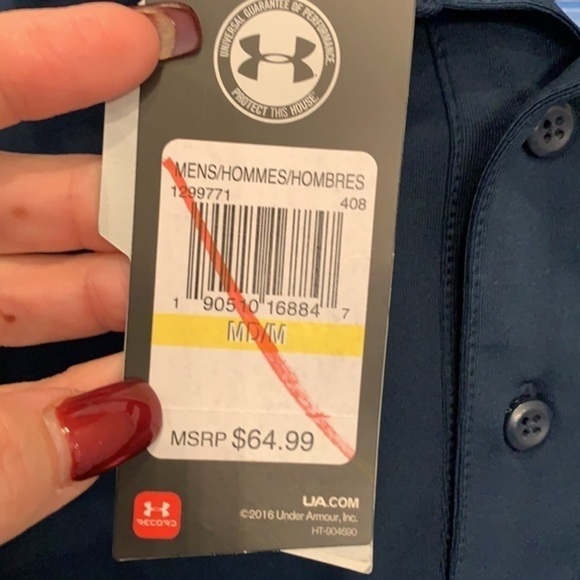 UNIVERSAL GUARANTEE OF PERFORMANCE
PROTECT THIS HOUSE
MENS/HOMMES/HOMBRES
1299771 408
1 90510 16884 7
MD/M
MSRP $64.99
RECORD
UA.COM
©2016 Under Armour, Inc.
HT-904690